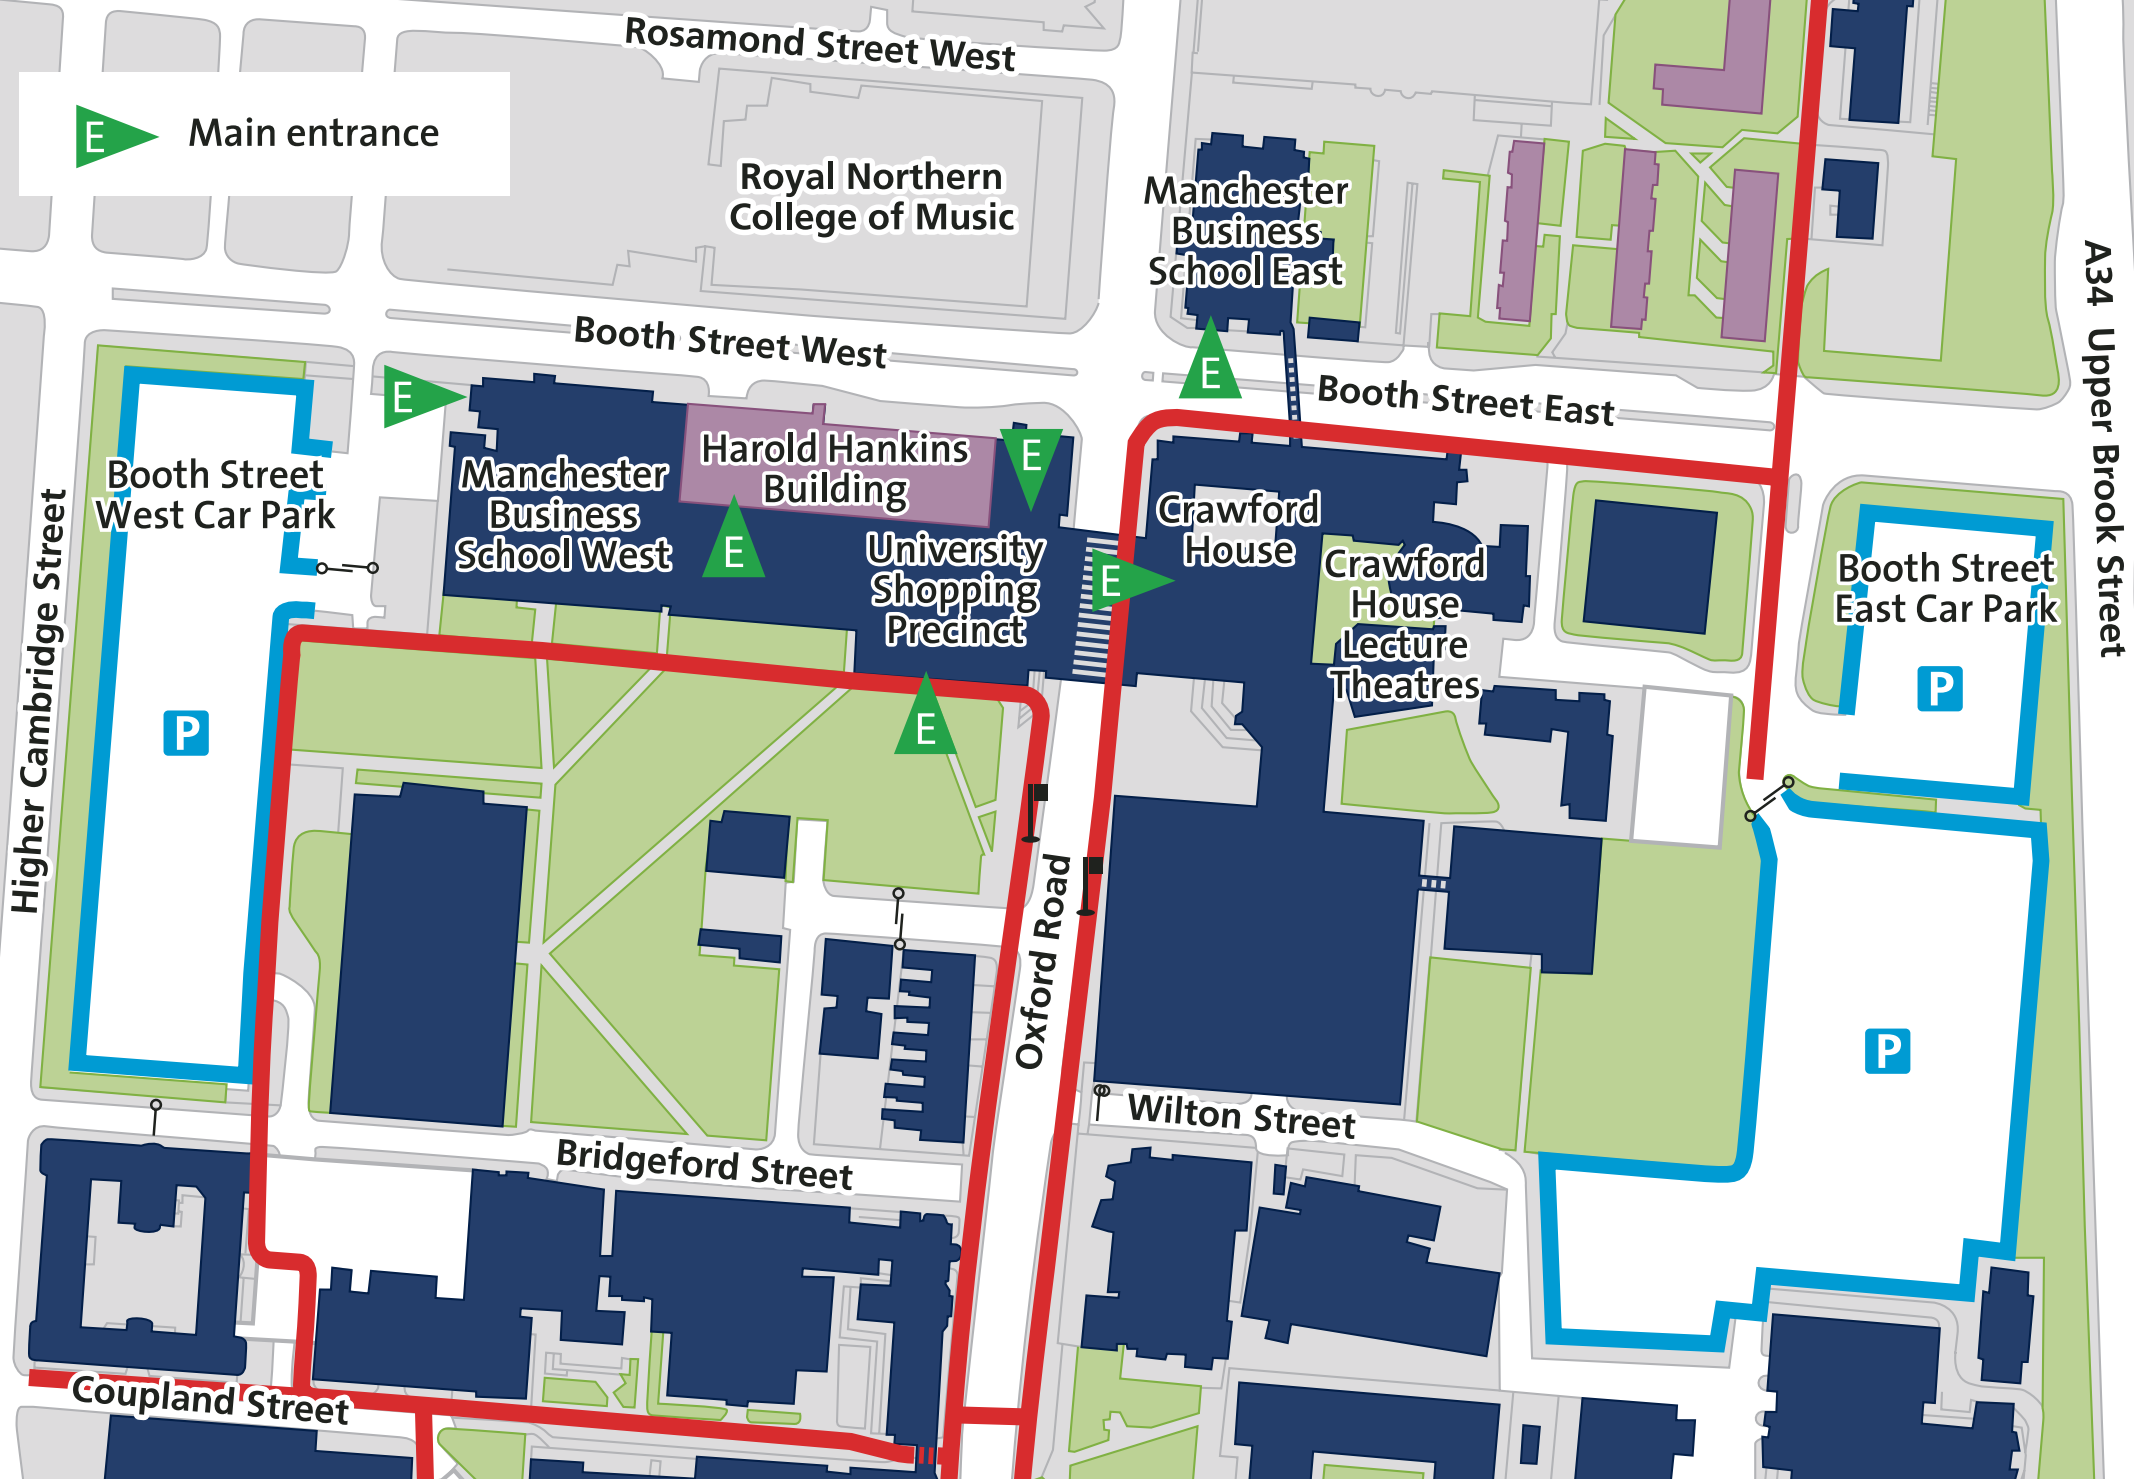 Rosamond Street West
E Main entrance
Royal Northern
College of Music
Manchester
Business
School East
A34 Upper Brook Street
Booth Street West
E
E
Booth Street East
Harold Hankins
Building
E
Booth Street
West Car Park
Manchester
Business
School West
E
University
Shopping
Precinct
E
Crawford
House
E
Crawford
House
Lecture
Theatres
Booth Street
East Car Park
P
Higher Cambridge Street
P
Oxford Road
P
Wilton Street
Bridgeford Street
Coupland Street